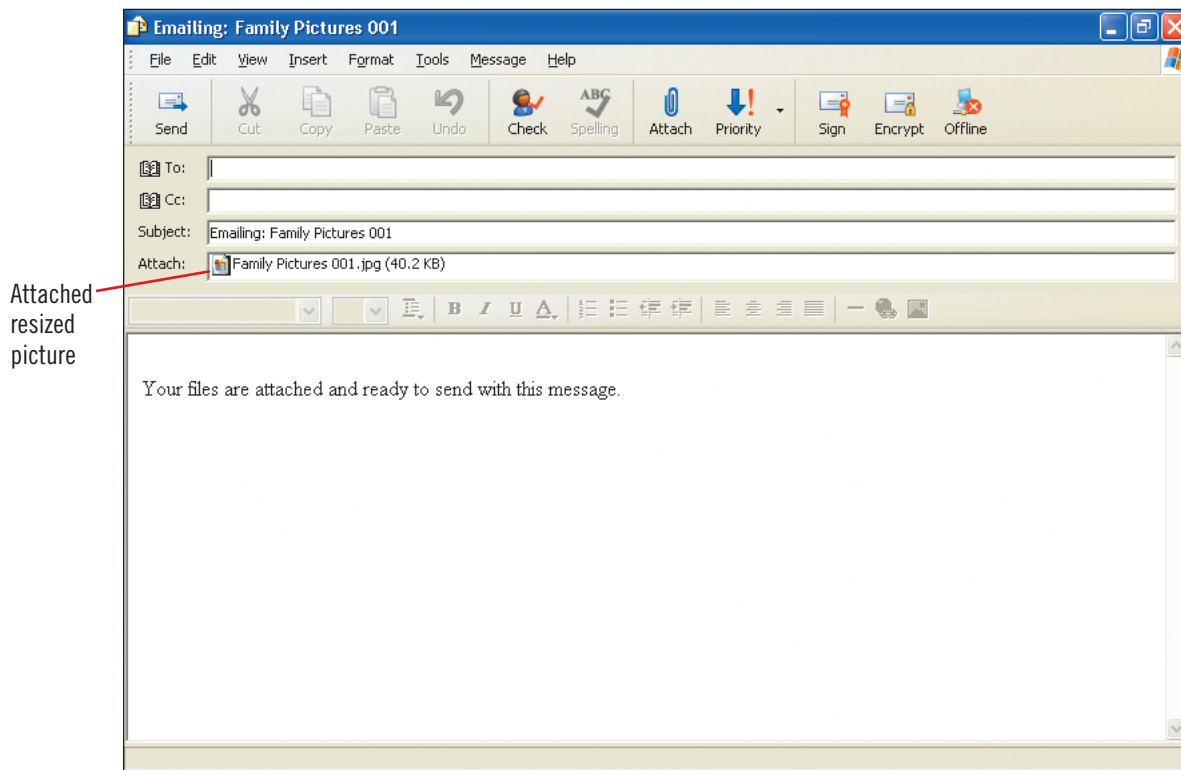 Emailing: Family Pictures 001
File Edit View Insert Format Tools Message Help
ABC
Send Cut Copy Paste Undo Check Spelling Attach Priority Sign Encrypt Offline
To:
Cc:
Subject: Emailing: Family Pictures 001
Attach: Family Pictures 001.jpg (40.2 KB)
Attached
resized
picture
B I U A
Your files are attached and ready to send with this message.